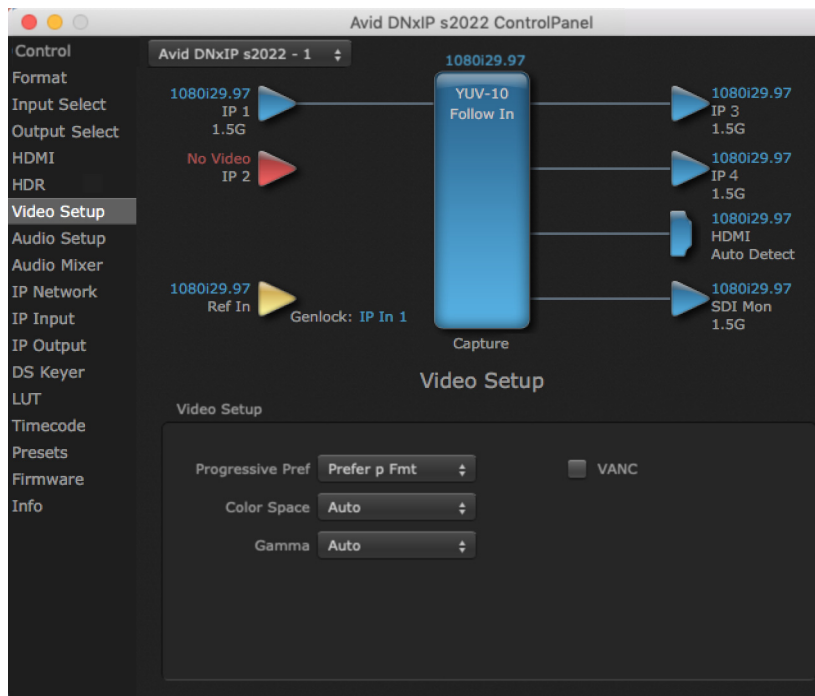 Avid DNxIP s2022 ControlPanel
Control
Format
Input Select
Output Select
HDMI
HDR
Video Setup
Audio Setup
Audio Mixer
IP Network
IP Input
IP Output
DS Keyer
LUT
Timecode
Presets
Firmware
Info
Avid DNxIP s2022 - 1
1080i29.97
1080i29.97
IP 1
1.5G
YUV-10
Follow In
1080i29.97
IP 3
1.5G
No Video
IP 2
1080i29.97
IP 4
1.5G
1080i29.97
HDMI
Auto Detect
1080i29.97
Ref In
Genlock: IP In 1
1080i29.97
SDI Mon
1.5G
Capture
Video Setup
Video Setup
Progressive Pref Prefer p Fmt VANC
Color Space Auto
Gamma Auto